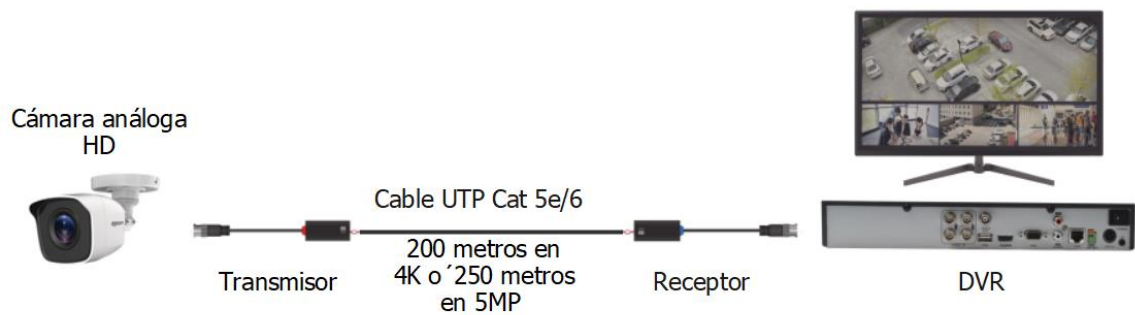 Cámara análoga
HD
Cable UTP Cat 5e/6
200 metros en
4K o´250 metros
en 5MP
Transmisor
Receptor
DVR